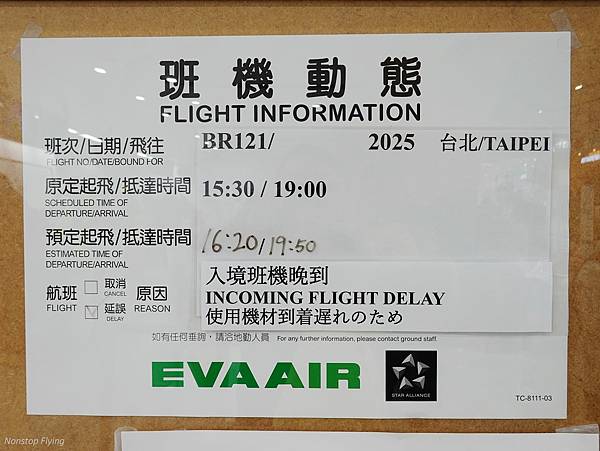 班機動態
FLIGHT INFORMATION
班次/日期/飛往 BR121/ 2025 台北/TAIPEI
FLIGHT NO/DATE/BOUND FOR
原定起飛/抵達時間 15:30 / 19:00
SCHEDULED TIME OF
DEPARTURE/ARRIVAL
預定起飛/抵達時間 16:20/19:50
ESTIMATED TIME OF
DEPARTURE/ARRIVAL
航班 取消 原因 入境班機晚到
FLIGHT CANCEL REASON INCOMING FLIGHT DELAY
延誤 使用機材到着遅れのため
DELAY
如有任何垂詢，請洽地勤人員 For any further information, please contact ground staff.
EVA AIR
STAR ALLIANCE
TC-8111-03
Nonstop Flying